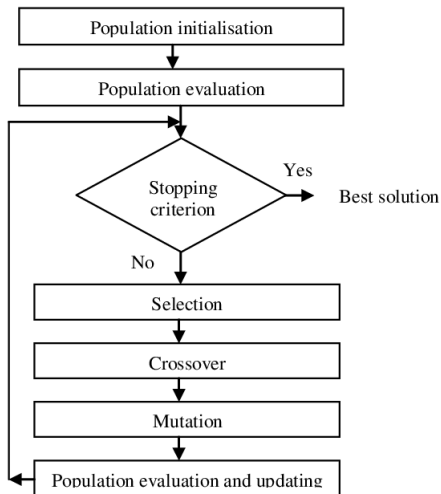 Population initialisation
Population evaluation
Yes
Stopping
criterion
Best solution
No
Selection
Crossover
Mutation
Population evaluation and updating